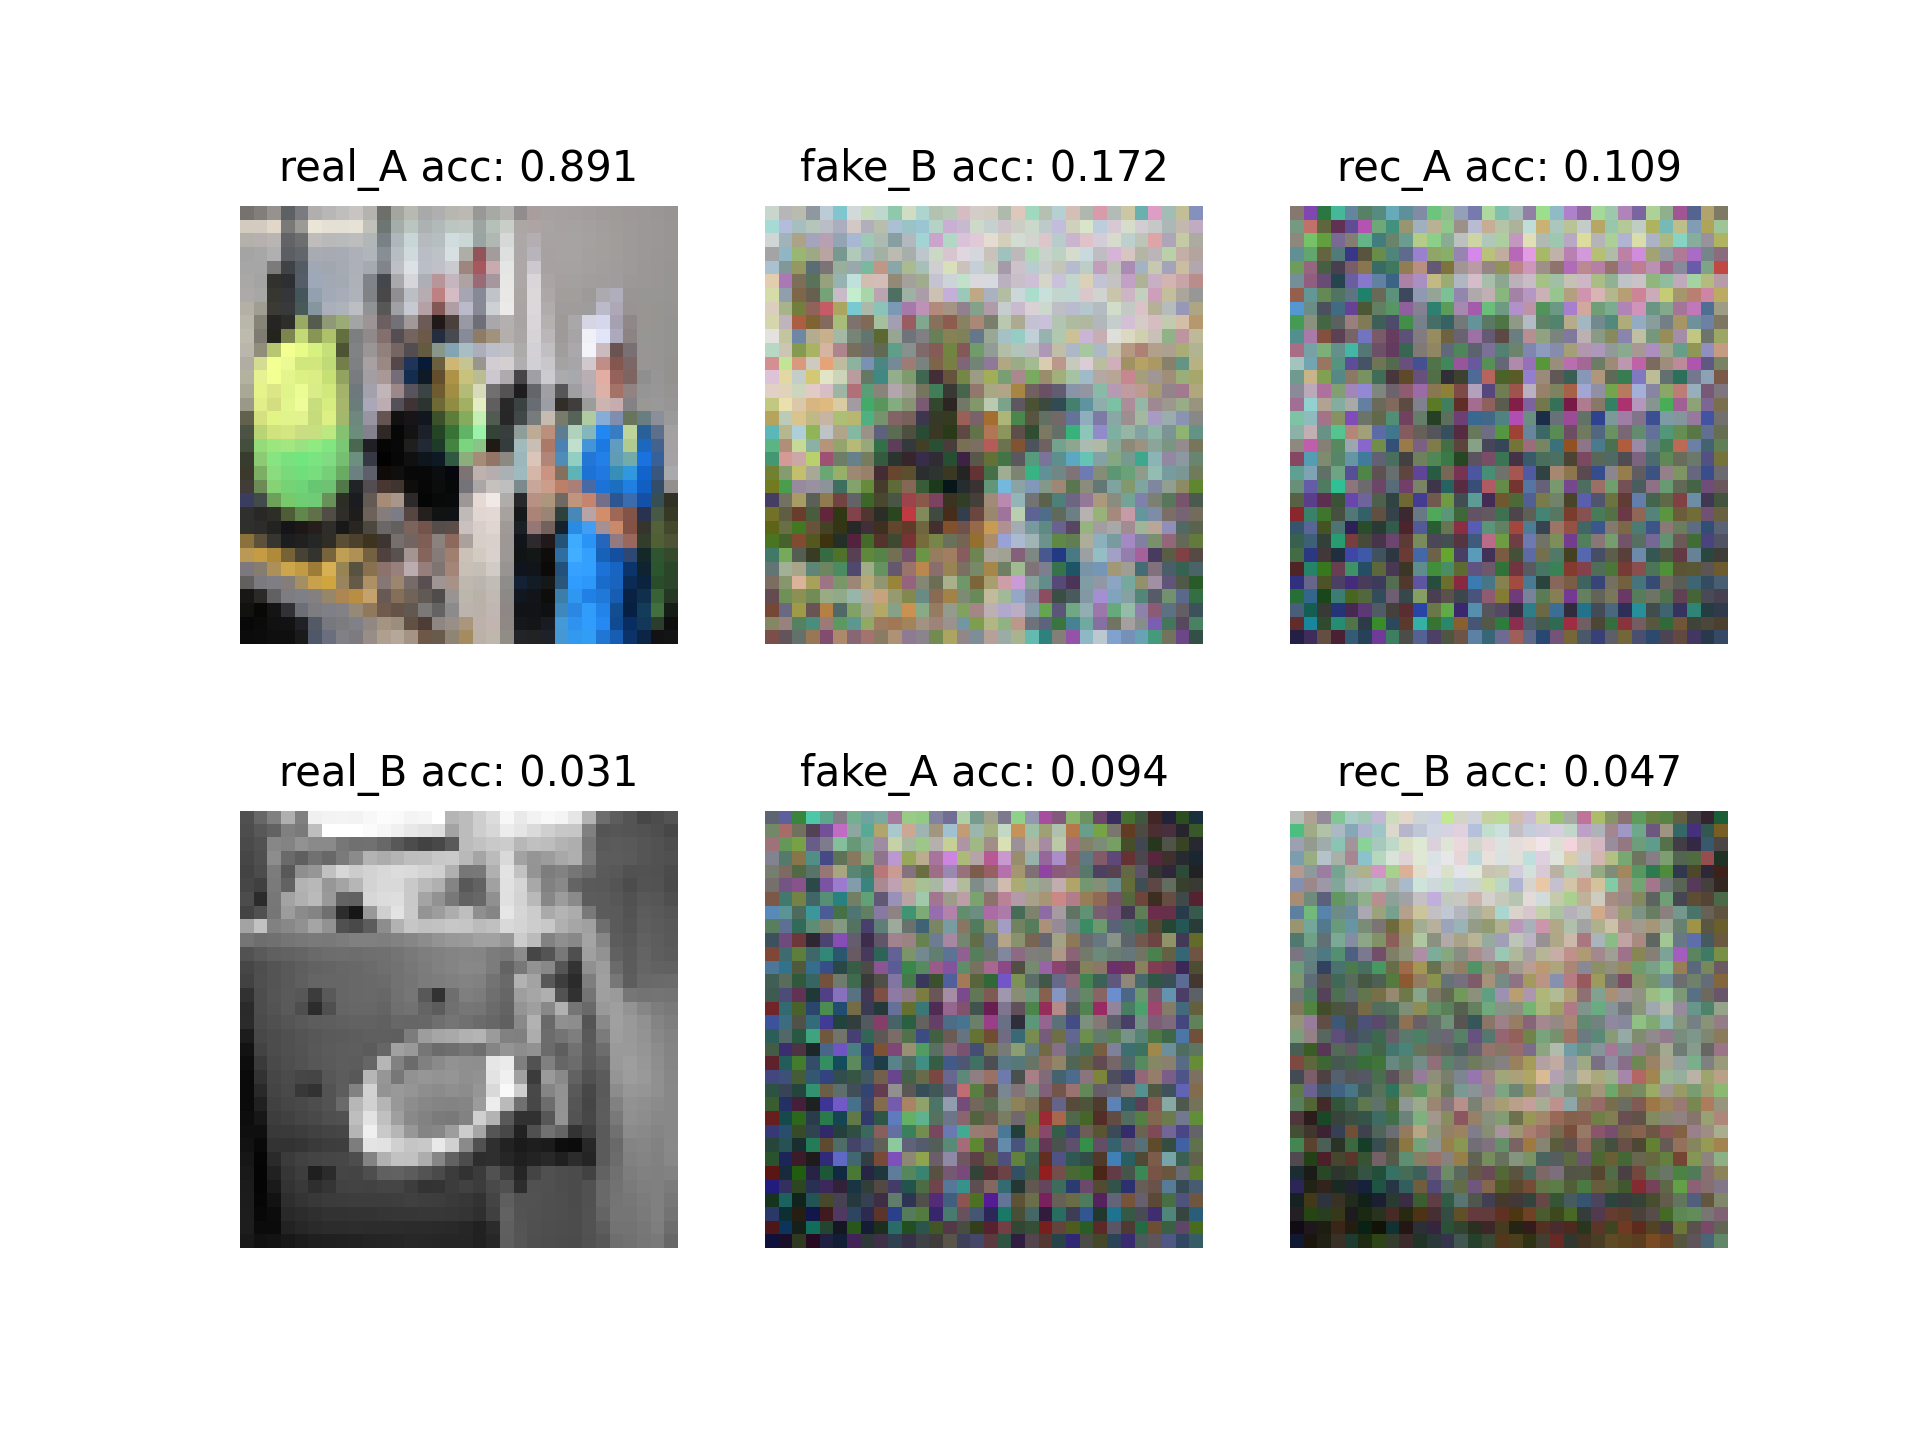 real_A acc: 0.891
fake_B acc: 0.172
rec_A acc: 0.109
real_B acc: 0.031
fake_A acc: 0.094
rec_B acc: 0.047